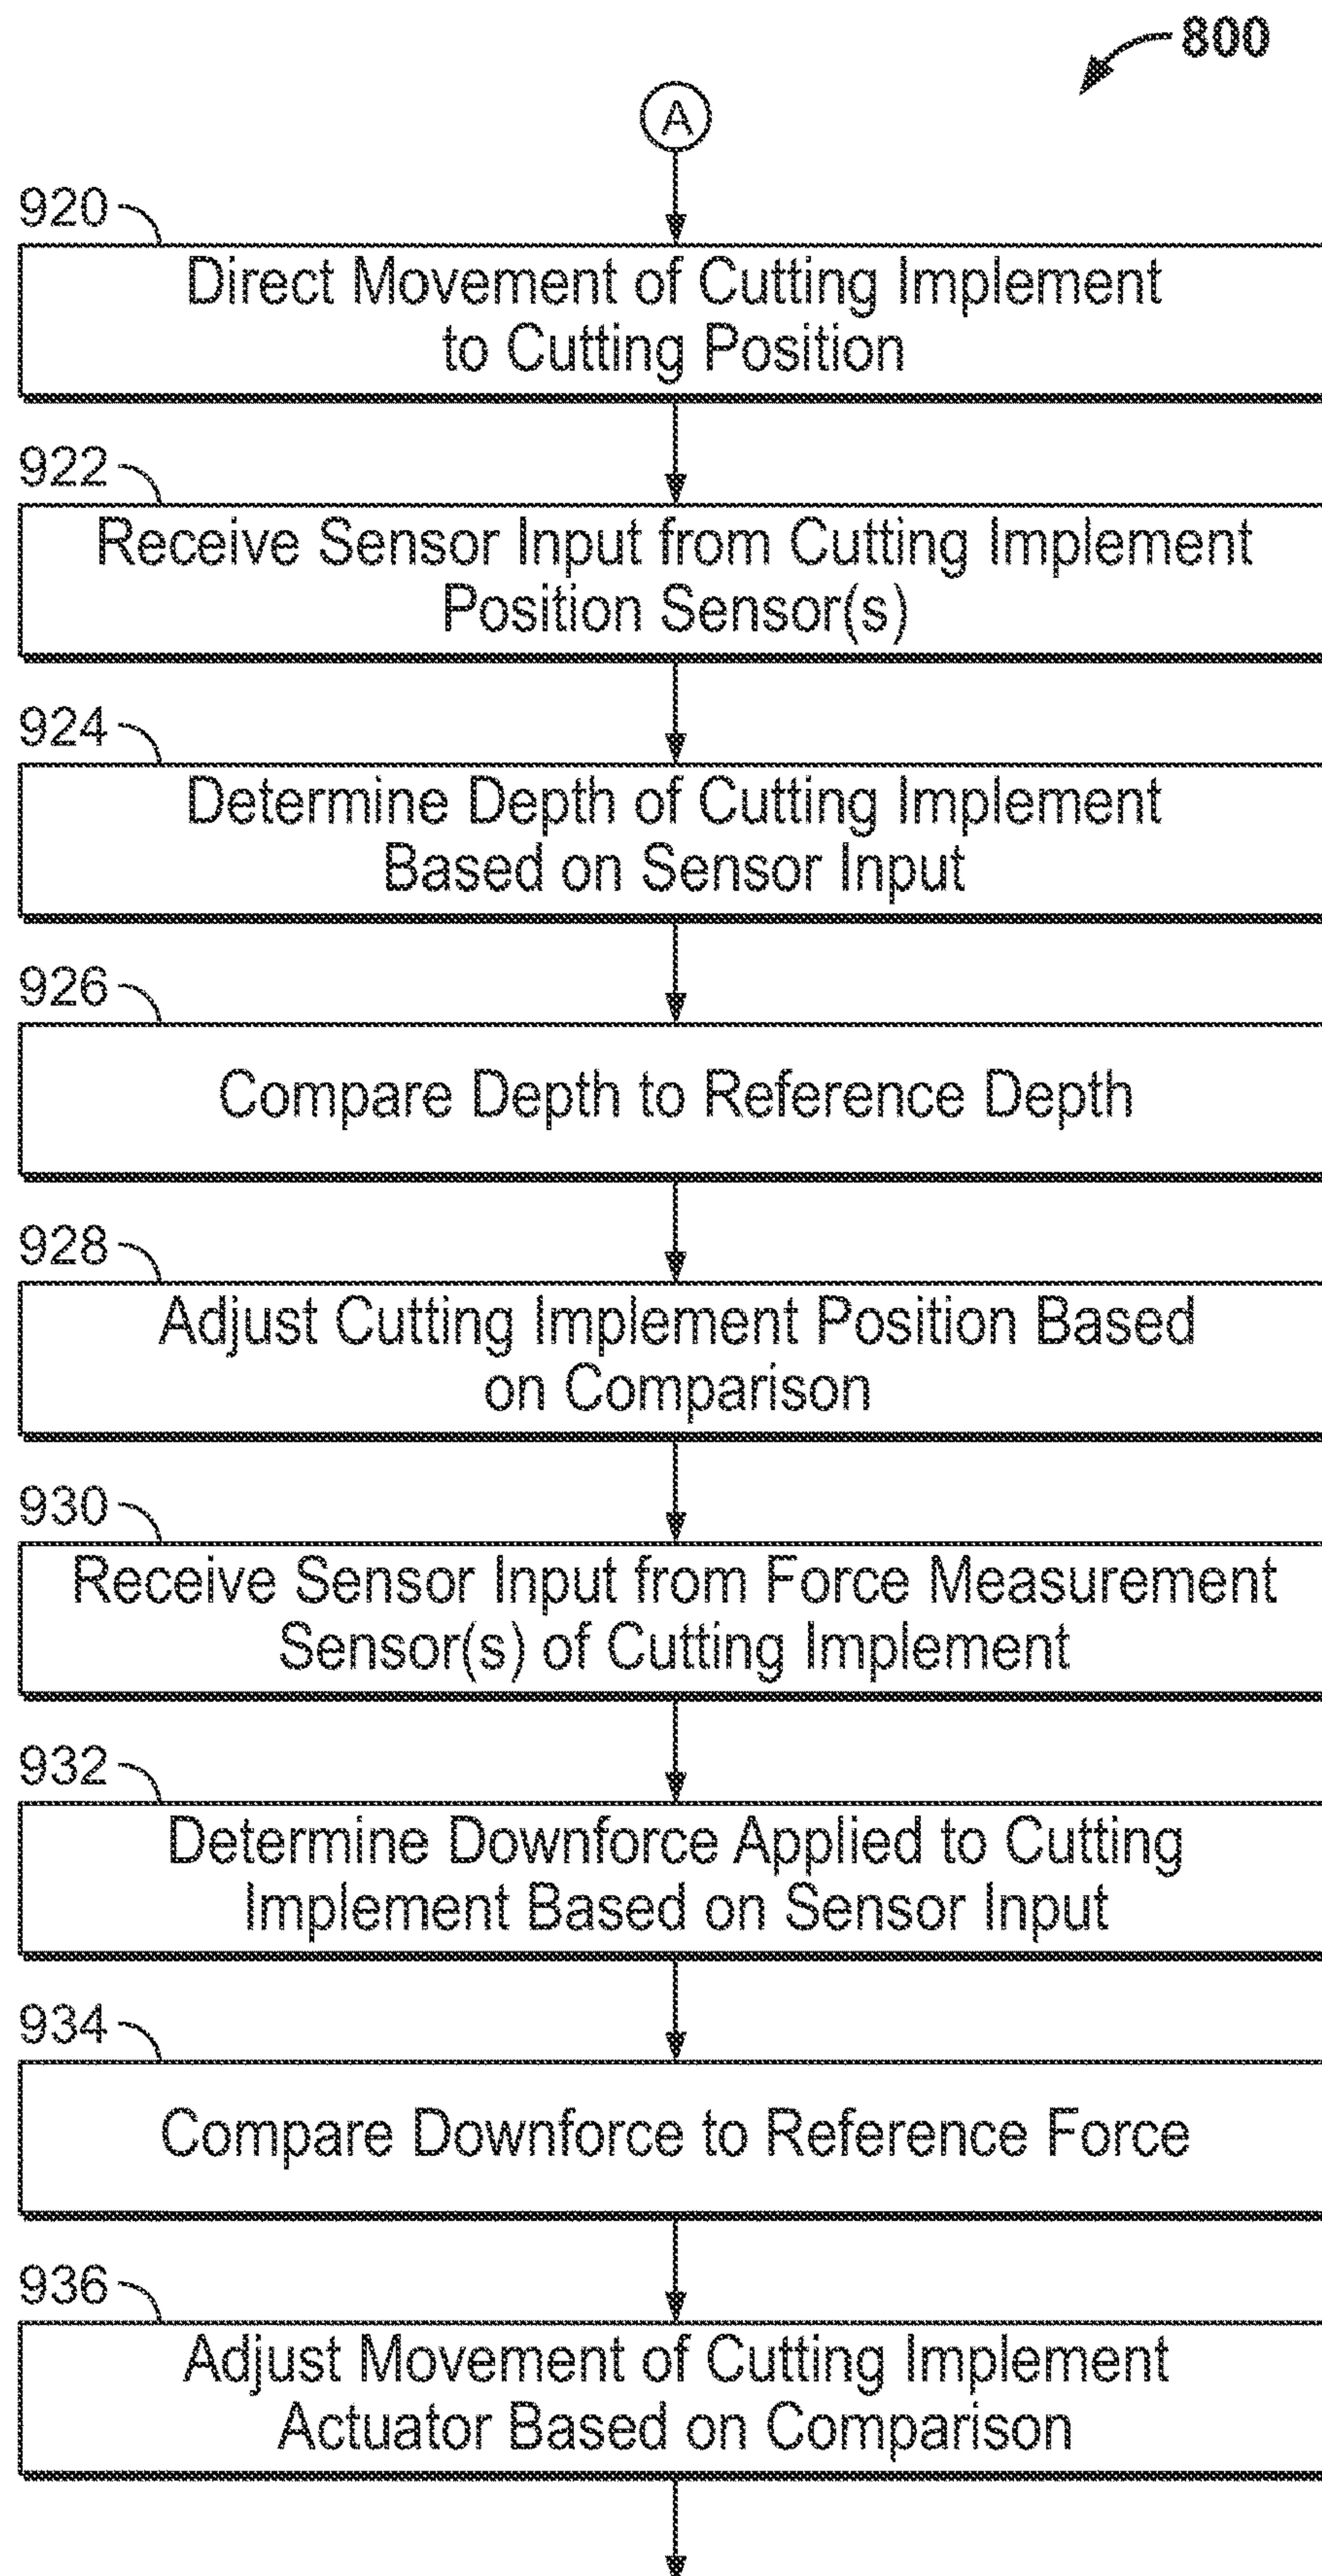 800
A
920
Direct Movement of Cutting Implement
to Cutting Position
922
Receive Sensor Input from Cutting Implement
Position Sensor(s)
924
Determine Depth of Cutting Implement
Based on Sensor Input
926
Compare Depth to Reference Depth
928
Adjust Cutting Implement Position Based
on Comparison
930
Receive Sensor Input from Force Measurement
Sensor(s) of Cutting Implement
932
Determine Downforce Applied to Cutting
Implement Based on Sensor Input
934
Compare Downforce to Reference Force
936
Adjust Movement of Cutting Implement
Actuator Based on Comparison